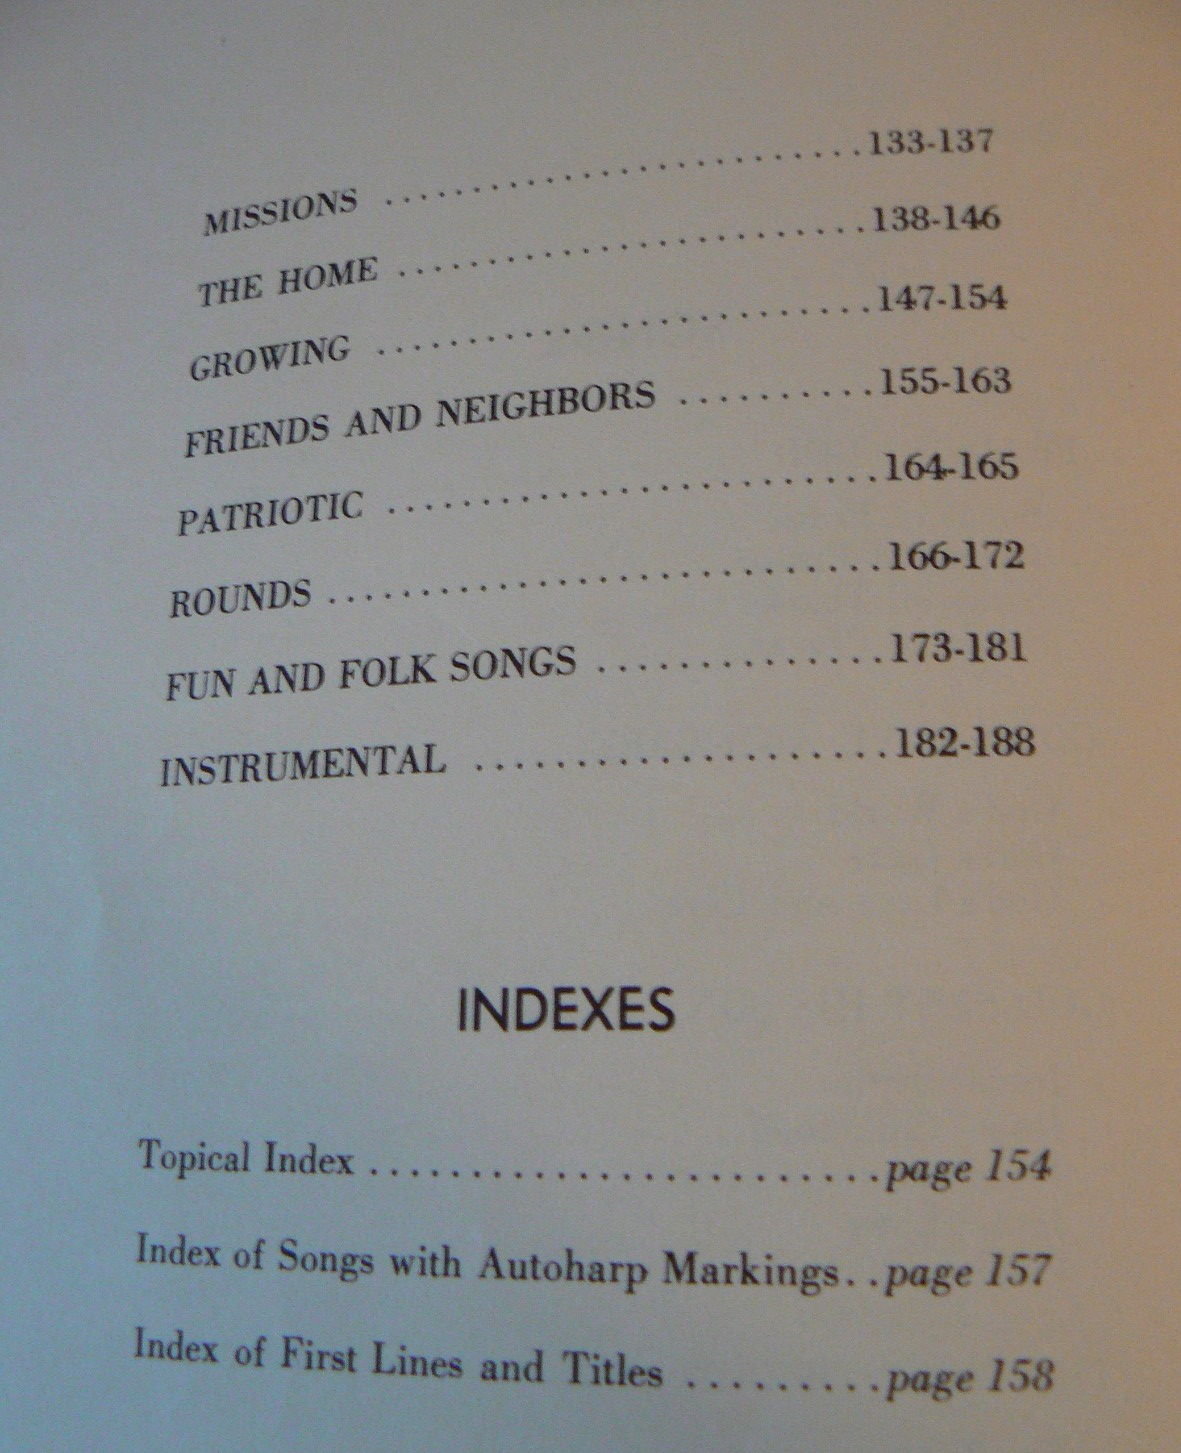 MISSIONS ..........................133-137
THE HOME .........................138-146
GROWING ..........................147-154
FRIENDS AND NEIGHBORS ..........155-163
PATRIOTIC ..........................164-165
ROUNDS .............................166-172
FUN AND FOLK SONGS ..............173-181
INSTRUMENTAL ...................182-188
INDEXES
Topical Index ..........................page 154
Index of Songs with Autoharp Markings..page 157
Index of First Lines and Titles .........page 158